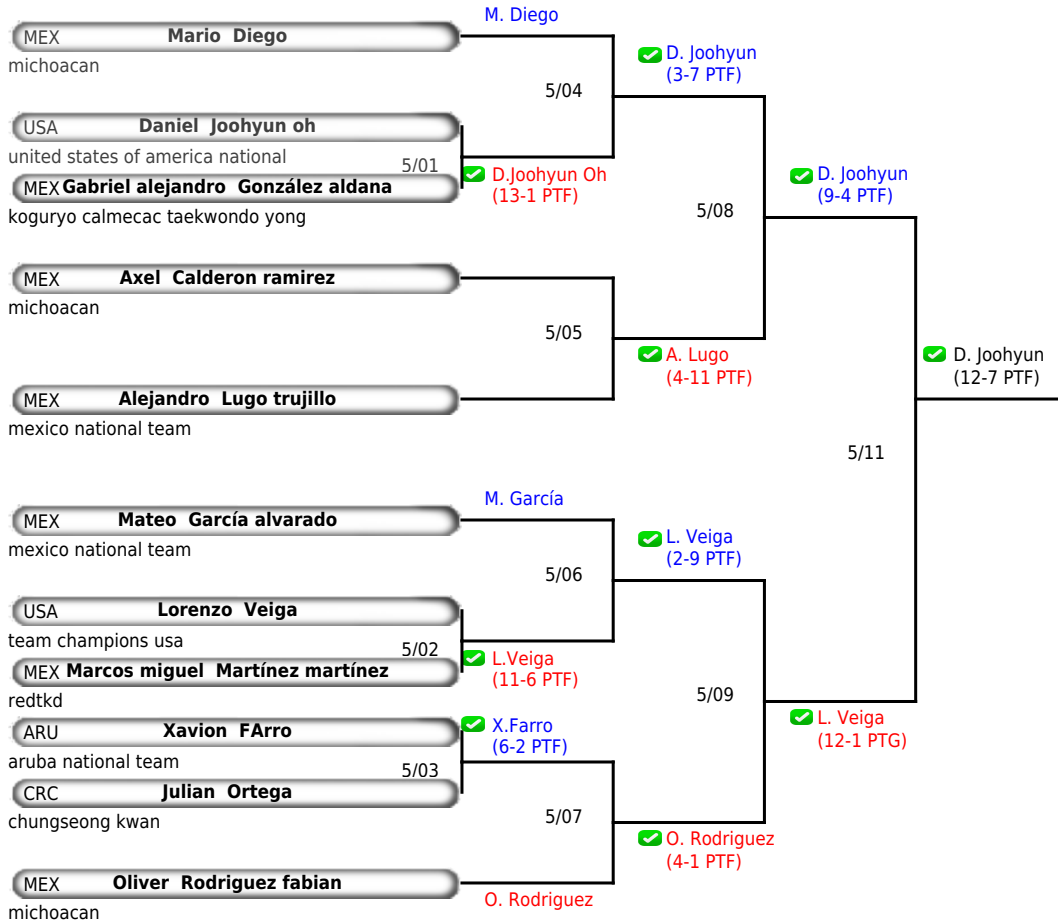 M. Diego
MEX Mario Diego
michoacan
D. Joohyun
(3-7 PTF)
5/04
USA Daniel Joohyun oh
united states of america national
5/01
D.Joohyun Oh
(13-1 PTF)
MEX Gabriel alejandro González aldana
koguryo calmecac taekwondo yong
D. Joohyun
(9-4 PTF)
5/08
MEX Axel Calderon ramirez
michoacan
5/05
A. Lugo
(4-11 PTF)
D. Joohyun
(12-7 PTF)
MEX Alejandro Lugo trujillo
mexico national team
5/11
M. García
MEX Mateo García alvarado
mexico national team
L. Veiga
(2-9 PTF)
5/06
USA Lorenzo Veiga
team champions usa
5/02
L.Veiga
(11-6 PTF)
MEX Marcos miguel Martínez martínez
redtkd
5/09
L. Veiga
(12-1 PTG)
ARU Xavion FArro
aruba national team
X.Farro
(6-2 PTF)
5/03
CRC Julian Ortega
chungseong kwan
5/07
O. Rodriguez
(4-1 PTF)
MEX Oliver Rodriguez fabian
michoacan
O. Rodriguez